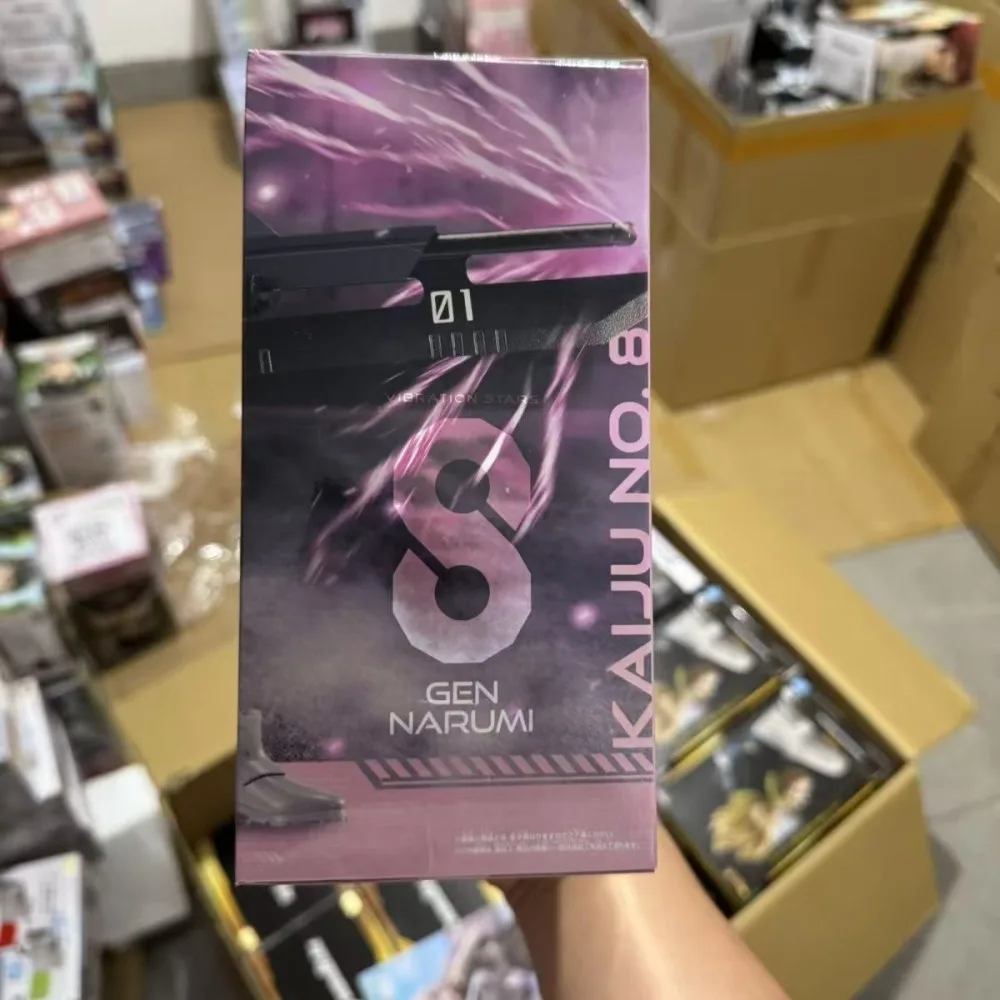 01
VIBRATION STARS
KAIJU NO. 8
GEN
NARUMI